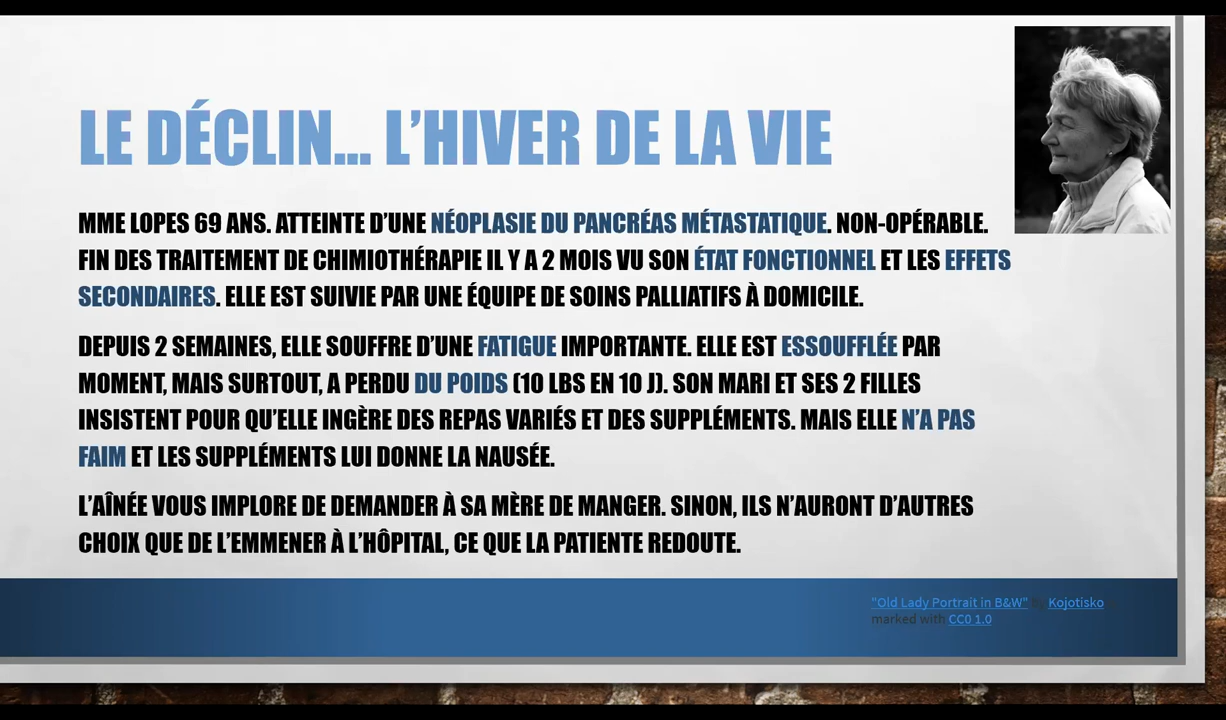 LE DÉCLIN... L'HIVER DE LA VIE
MME LOPES 69 ANS. ATTEINTE D'UNE NÉOPLASIE DU PANCRÉAS MÉTASTATIQUE. NON-OPÉRABLE.
FIN DES TRAITEMENT DE CHIMIOTHÉRAPIE IL Y A 2 MOIS VU SON ÉTAT FONCTIONNEL ET LES EFFETS
SECONDAIRES. ELLE EST SUIVIE PAR UNE ÉQUIPE DE SOINS PALLIATIFS À DOMICILE.
DEPUIS 2 SEMAINES, ELLE SOUFFRE D'UNE FATIGUE IMPORTANTE. ELLE EST ESSOUFFLÉE PAR
MOMENT, MAIS SURTOUT, A PERDU DU POIDS (10 LBS EN 10 J). SON MARI ET SES 2 FILLES
INSISTENT POUR QU'ELLE INGÈRE DES REPAS VARIÉS ET DES SUPPLÉMENTS. MAIS ELLE N'A PAS
FAIM ET LES SUPPLÉMENTS LUI DONNE LA NAUSÉE.
L'AÎNÉE VOUS IMPLORE DE DEMANDER À SA MÈRE DE MANGER. SINON, ILS N'AURONT D'AUTRES
CHOIX QUE DE L'EMMENER À L'HÔPITAL, CE QUE LA PATIENTE REDOUTE.
"Old Lady Portrait in B&W" by Kojotisko
marked with CC0 1.0